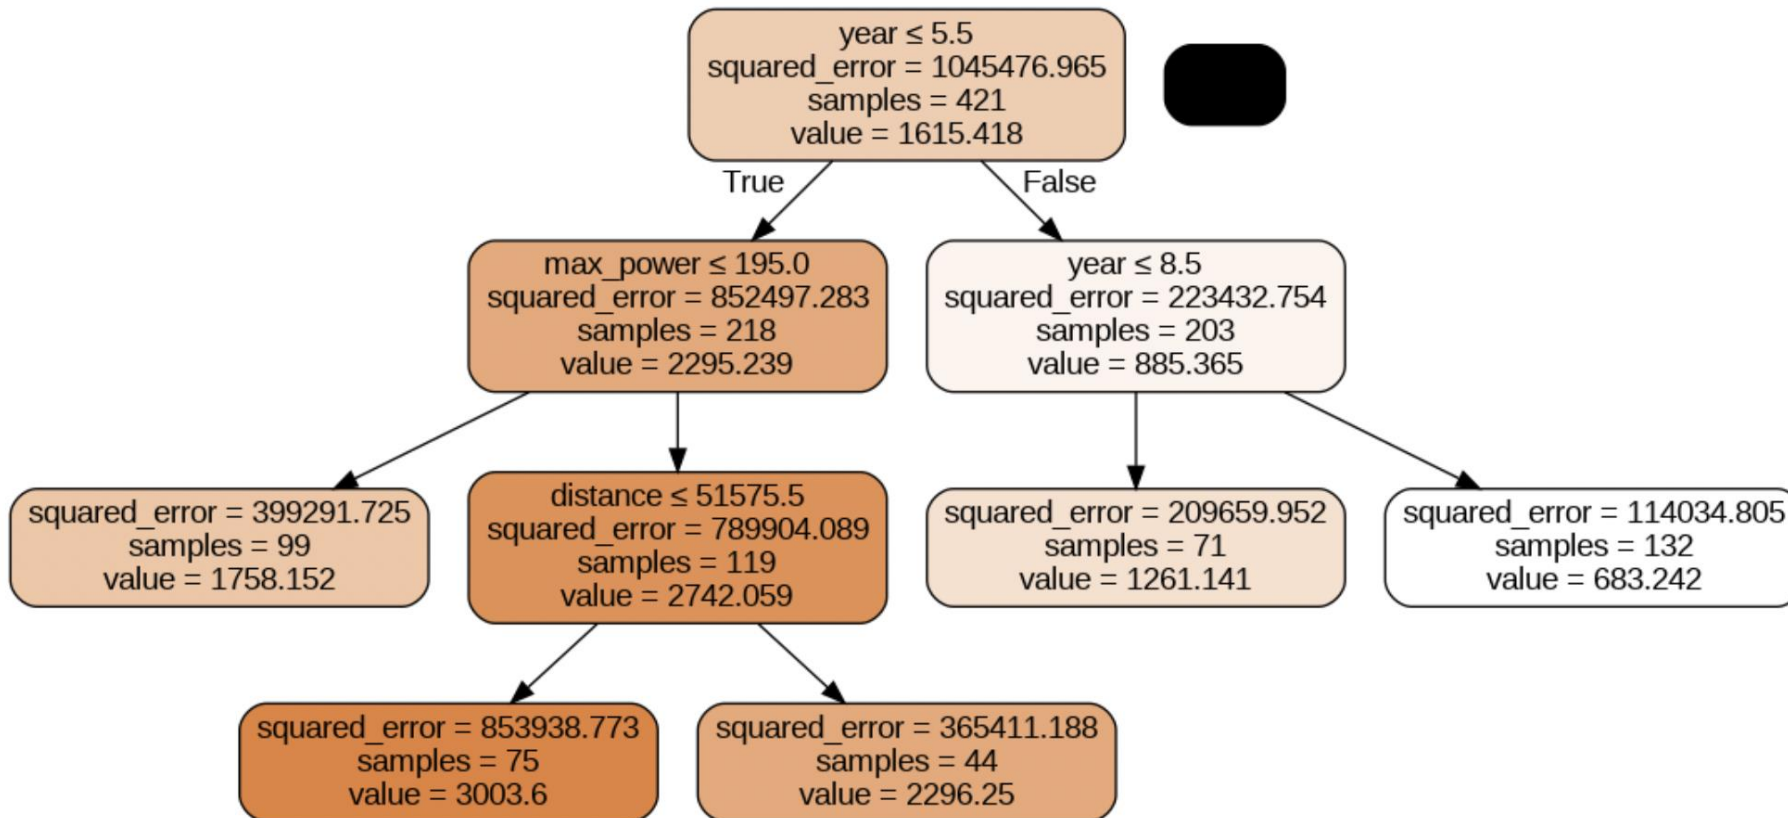 year ≤ 5.5
squared_error = 1045476.965
samples = 421
value = 1615.418
True
False
max_power ≤ 195.0
squared_error = 852497.283
samples = 218
value = 2295.239
year ≤ 8.5
squared_error = 223432.754
samples = 203
value = 885.365
squared_error = 399291.725
samples = 99
value = 1758.152
distance ≤ 51575.5
squared_error = 789904.089
samples = 119
value = 2742.059
squared_error = 209659.952
samples = 71
value = 1261.141
squared_error = 114034.805
samples = 132
value = 683.242
squared_error = 853938.773
samples = 75
value = 3003.6
squared_error = 365411.188
samples = 44
value = 2296.25